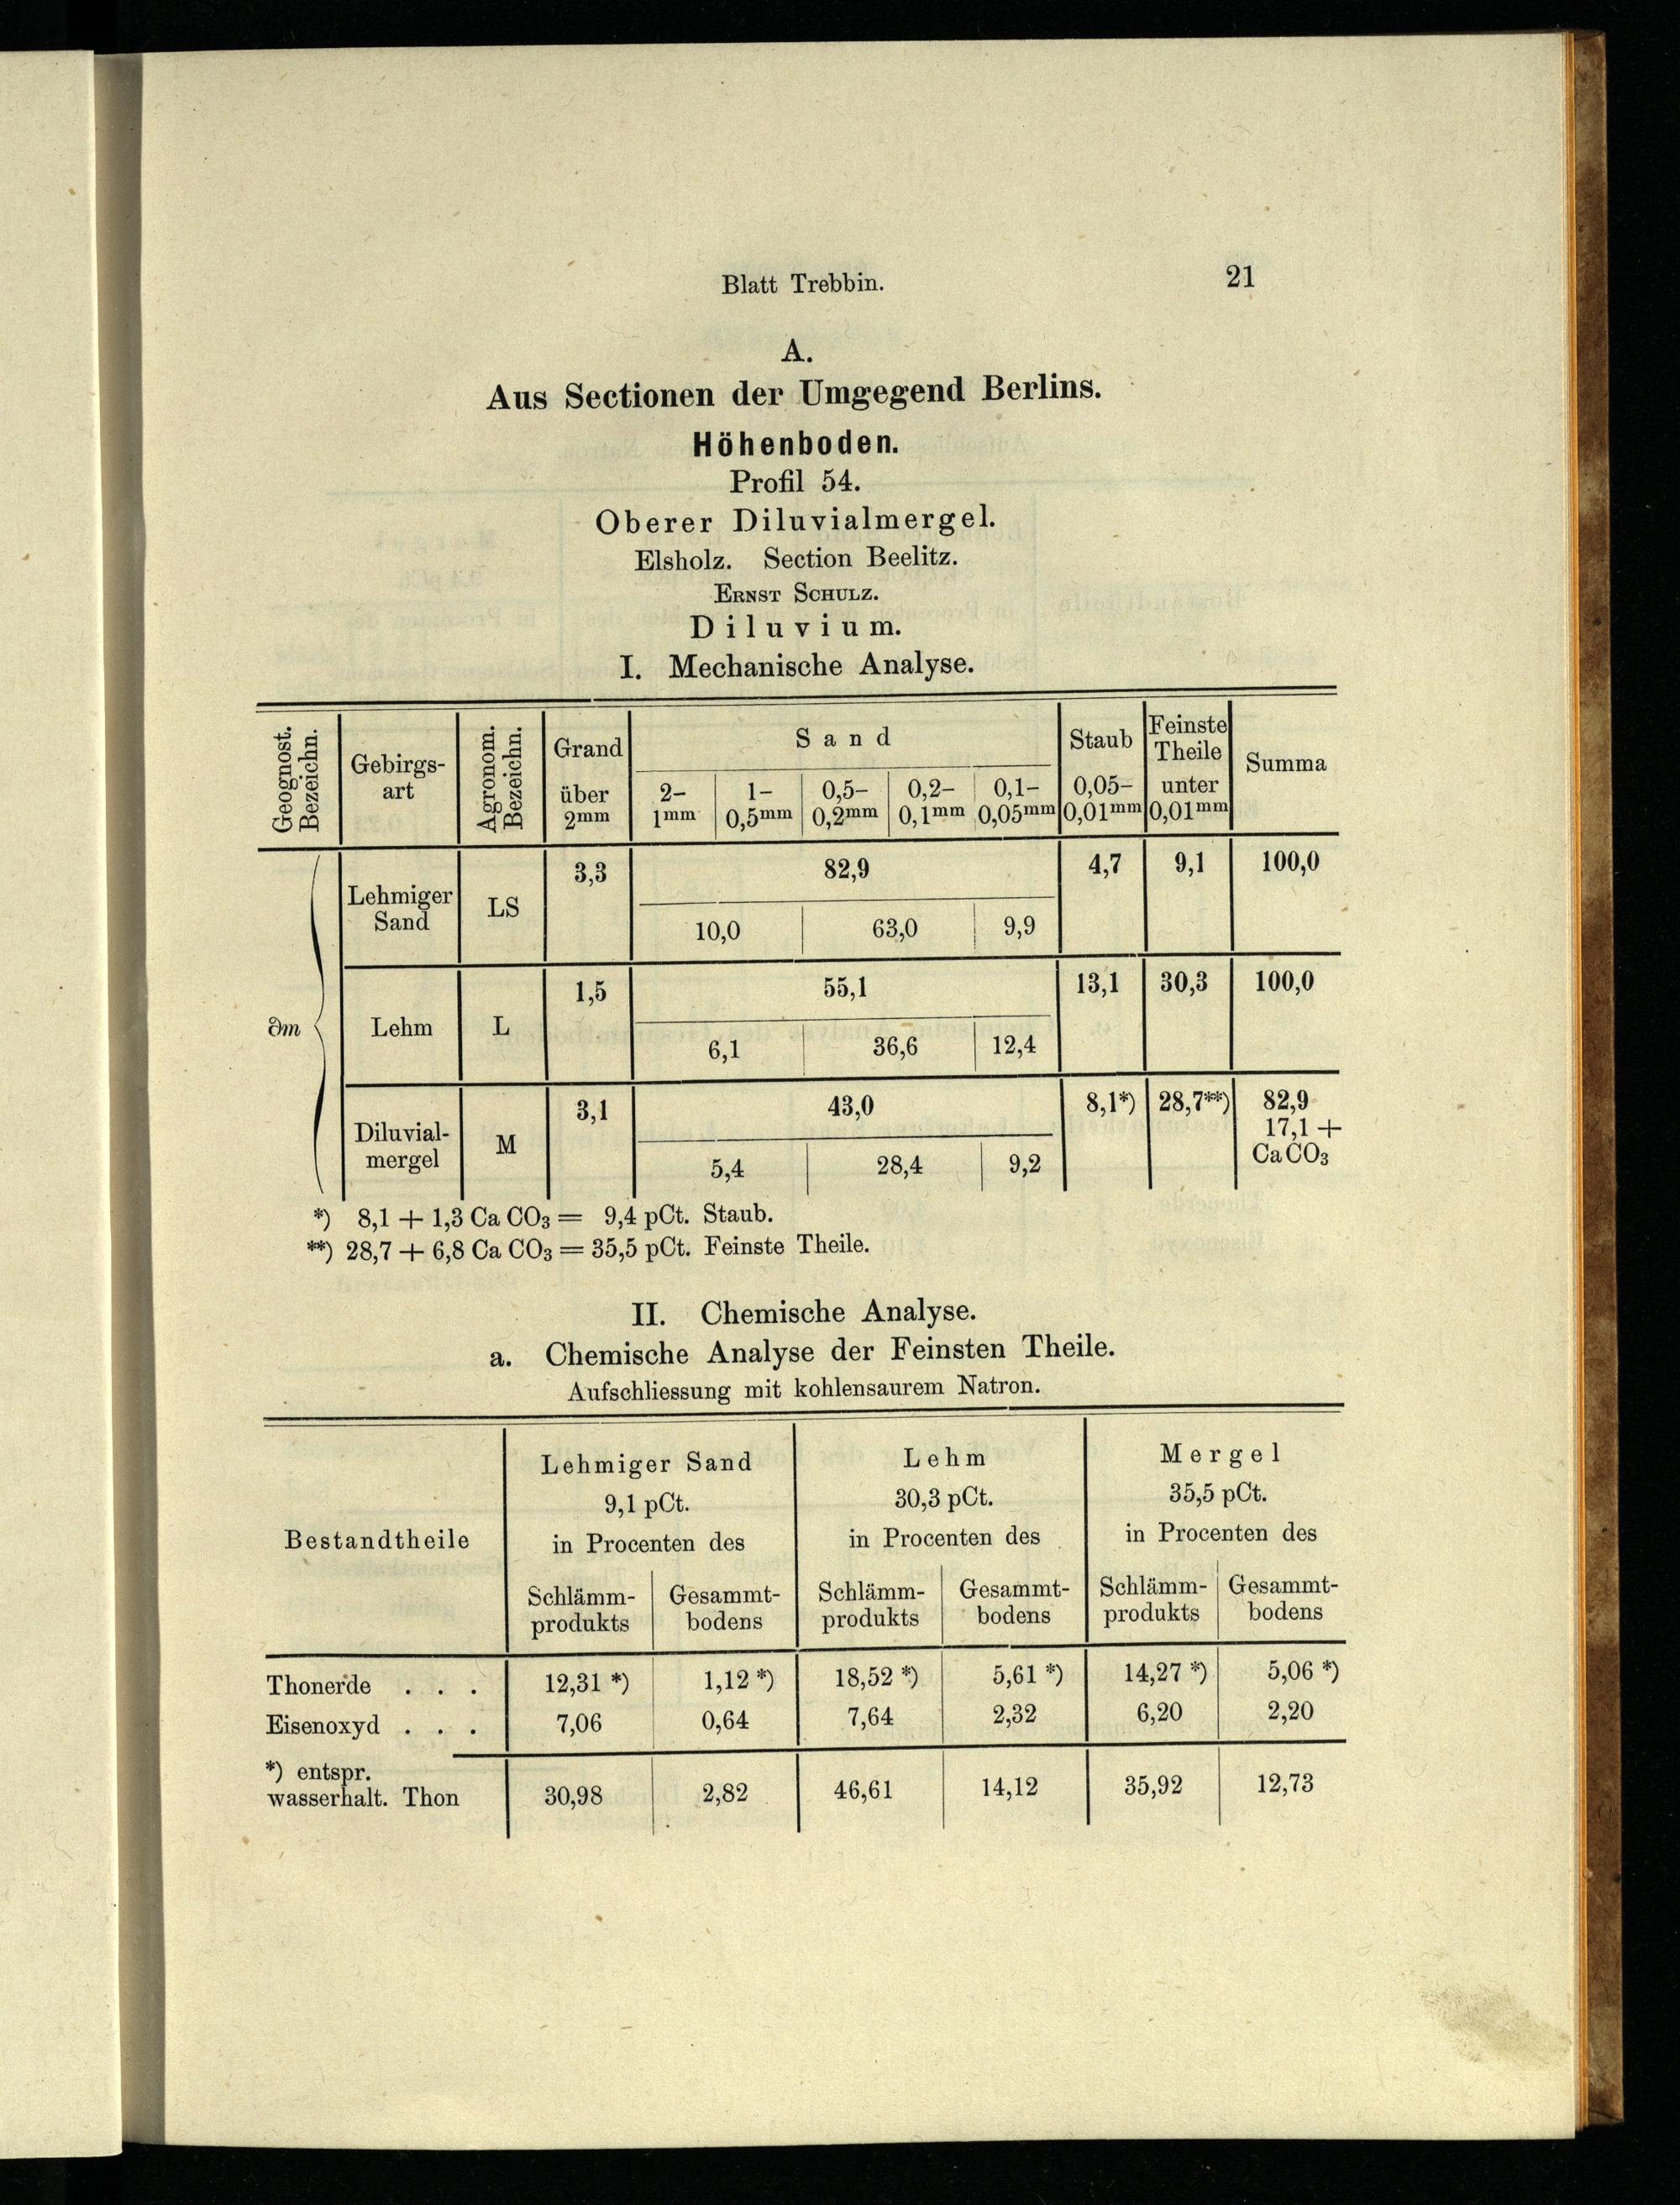 Blatt Trebbin. 21
A.
Aus Sectionen der Umgegend Berlins.
Höhenboden.
Profil 54.
Oberer Diluvialmergel.
Elsholz. Section Beelitz.
ERNST SCHULZ.
Diluvium.
I. Mechanische Analyse.
Geognost. Bezeichn.
Gebirgs-
art
Agronom. Bezeichn.
Grand
über
2mm
Sand
2-
1mm
1-
0,5mm
0,5-
0,2mm
0,2-
0,1mm
0,1-
0,05mm
Staub
0,05-
0,01mm
Feinste
Theile
unter
0,01mm
Summa
∂m
Lehmiger
Sand
LS
3,3
82,9
4,7
9,1
100,0
10,0 63,0 9,9
Lehm
L
1,5
55,1
13,1
30,3
100,0
6,1 36,6 12,4
Diluvial-
mergel
M
3,1
43,0
8,1*)
28,7**)
82,9
17,1 +
CaCO3
5,4 28,4 9,2
*) 8,1 + 1,3 Ca CO3 = 9,4 pCt. Staub.
**) 28,7 + 6,8 Ca CO3 = 35,5 pCt. Feinste Theile.
II. Chemische Analyse.
a. Chemische Analyse der Feinsten Theile.
Aufschliessung mit kohlensaurem Natron.
Bestandtheile
Lehmiger Sand
9,1 pCt.
in Procenten des
Schlämm-
produkts
Gesammt-
bodens
Lehm
30,3 pCt.
in Procenten des
Schlämm-
produkts
Gesammt-
bodens
Mergel
35,5 pCt.
in Procenten des
Schlämm-
produkts
Gesammt-
bodens
Thonerde . . . 12,31 *) 1,12 *) 18,52 *) 5,61 *) 14,27 *) 5,06 *)
Eisenoxyd . . . 7,06 0,64 7,64 2,32 6,20 2,20
*) entspr.
wasserhalt. Thon 30,98 2,82 46,61 14,12 35,92 12,73